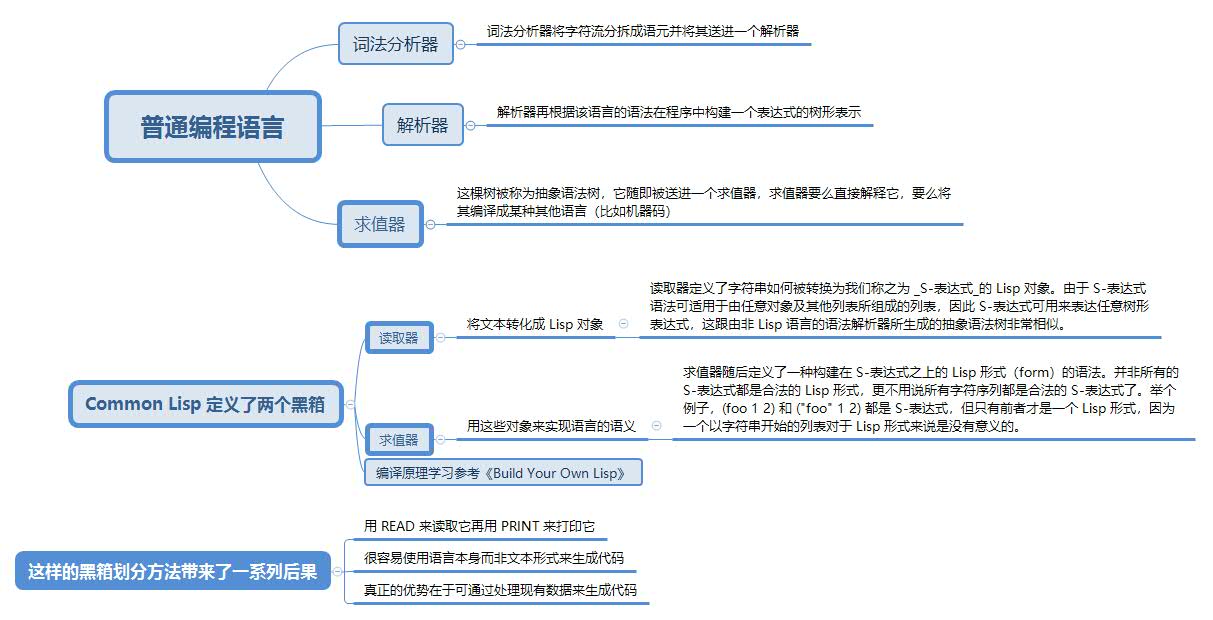 普通编程语言
词法分析器
词法分析器将字符流分拆成语元并将其送进一个解析器
解析器
解析器再根据该语言的语法在程序中构建一个表达式的树形表示
求值器
这棵树被称为抽象语法树，它随即被送进一个求值器，求值器要么直接解释它，要么将
其编译成某种其他语言（比如机器码）
Common Lisp 定义了两个黑箱
读取器
将文本转化成 Lisp 对象
读取器定义了字符串如何被转换为我们称之为 _S-表达式_的 Lisp 对象。由于 S-表达式
语法可适用于由任意对象及其他列表所组成的列表，因此 S-表达式可用来表达任意树形
表达式，这跟由非 Lisp 语言的语法解析器所生成的抽象语法树非常相似。
求值器
用这些对象来实现语言的语义
求值器随后定义了一种构建在 S-表达式之上的 Lisp 形式（form）的语法。并非所有的
S-表达式都是合法的 Lisp 形式，更不用说所有字符序列都是合法的 S-表达式了。举个
例子，(foo 1 2) 和 ("foo" 1 2) 都是 S-表达式，但只有前者才是一个 Lisp 形式，因为
一个以字符串开始的列表对于 Lisp 形式来说是没有意义的。
编译原理学习参考《Build Your Own Lisp》
这样的黑箱划分方法带来了一系列后果
用 READ 来读取它再用 PRINT 来打印它
很容易使用语言本身而非文本形式来生成代码
真正的优势在于可通过处理现有数据来生成代码